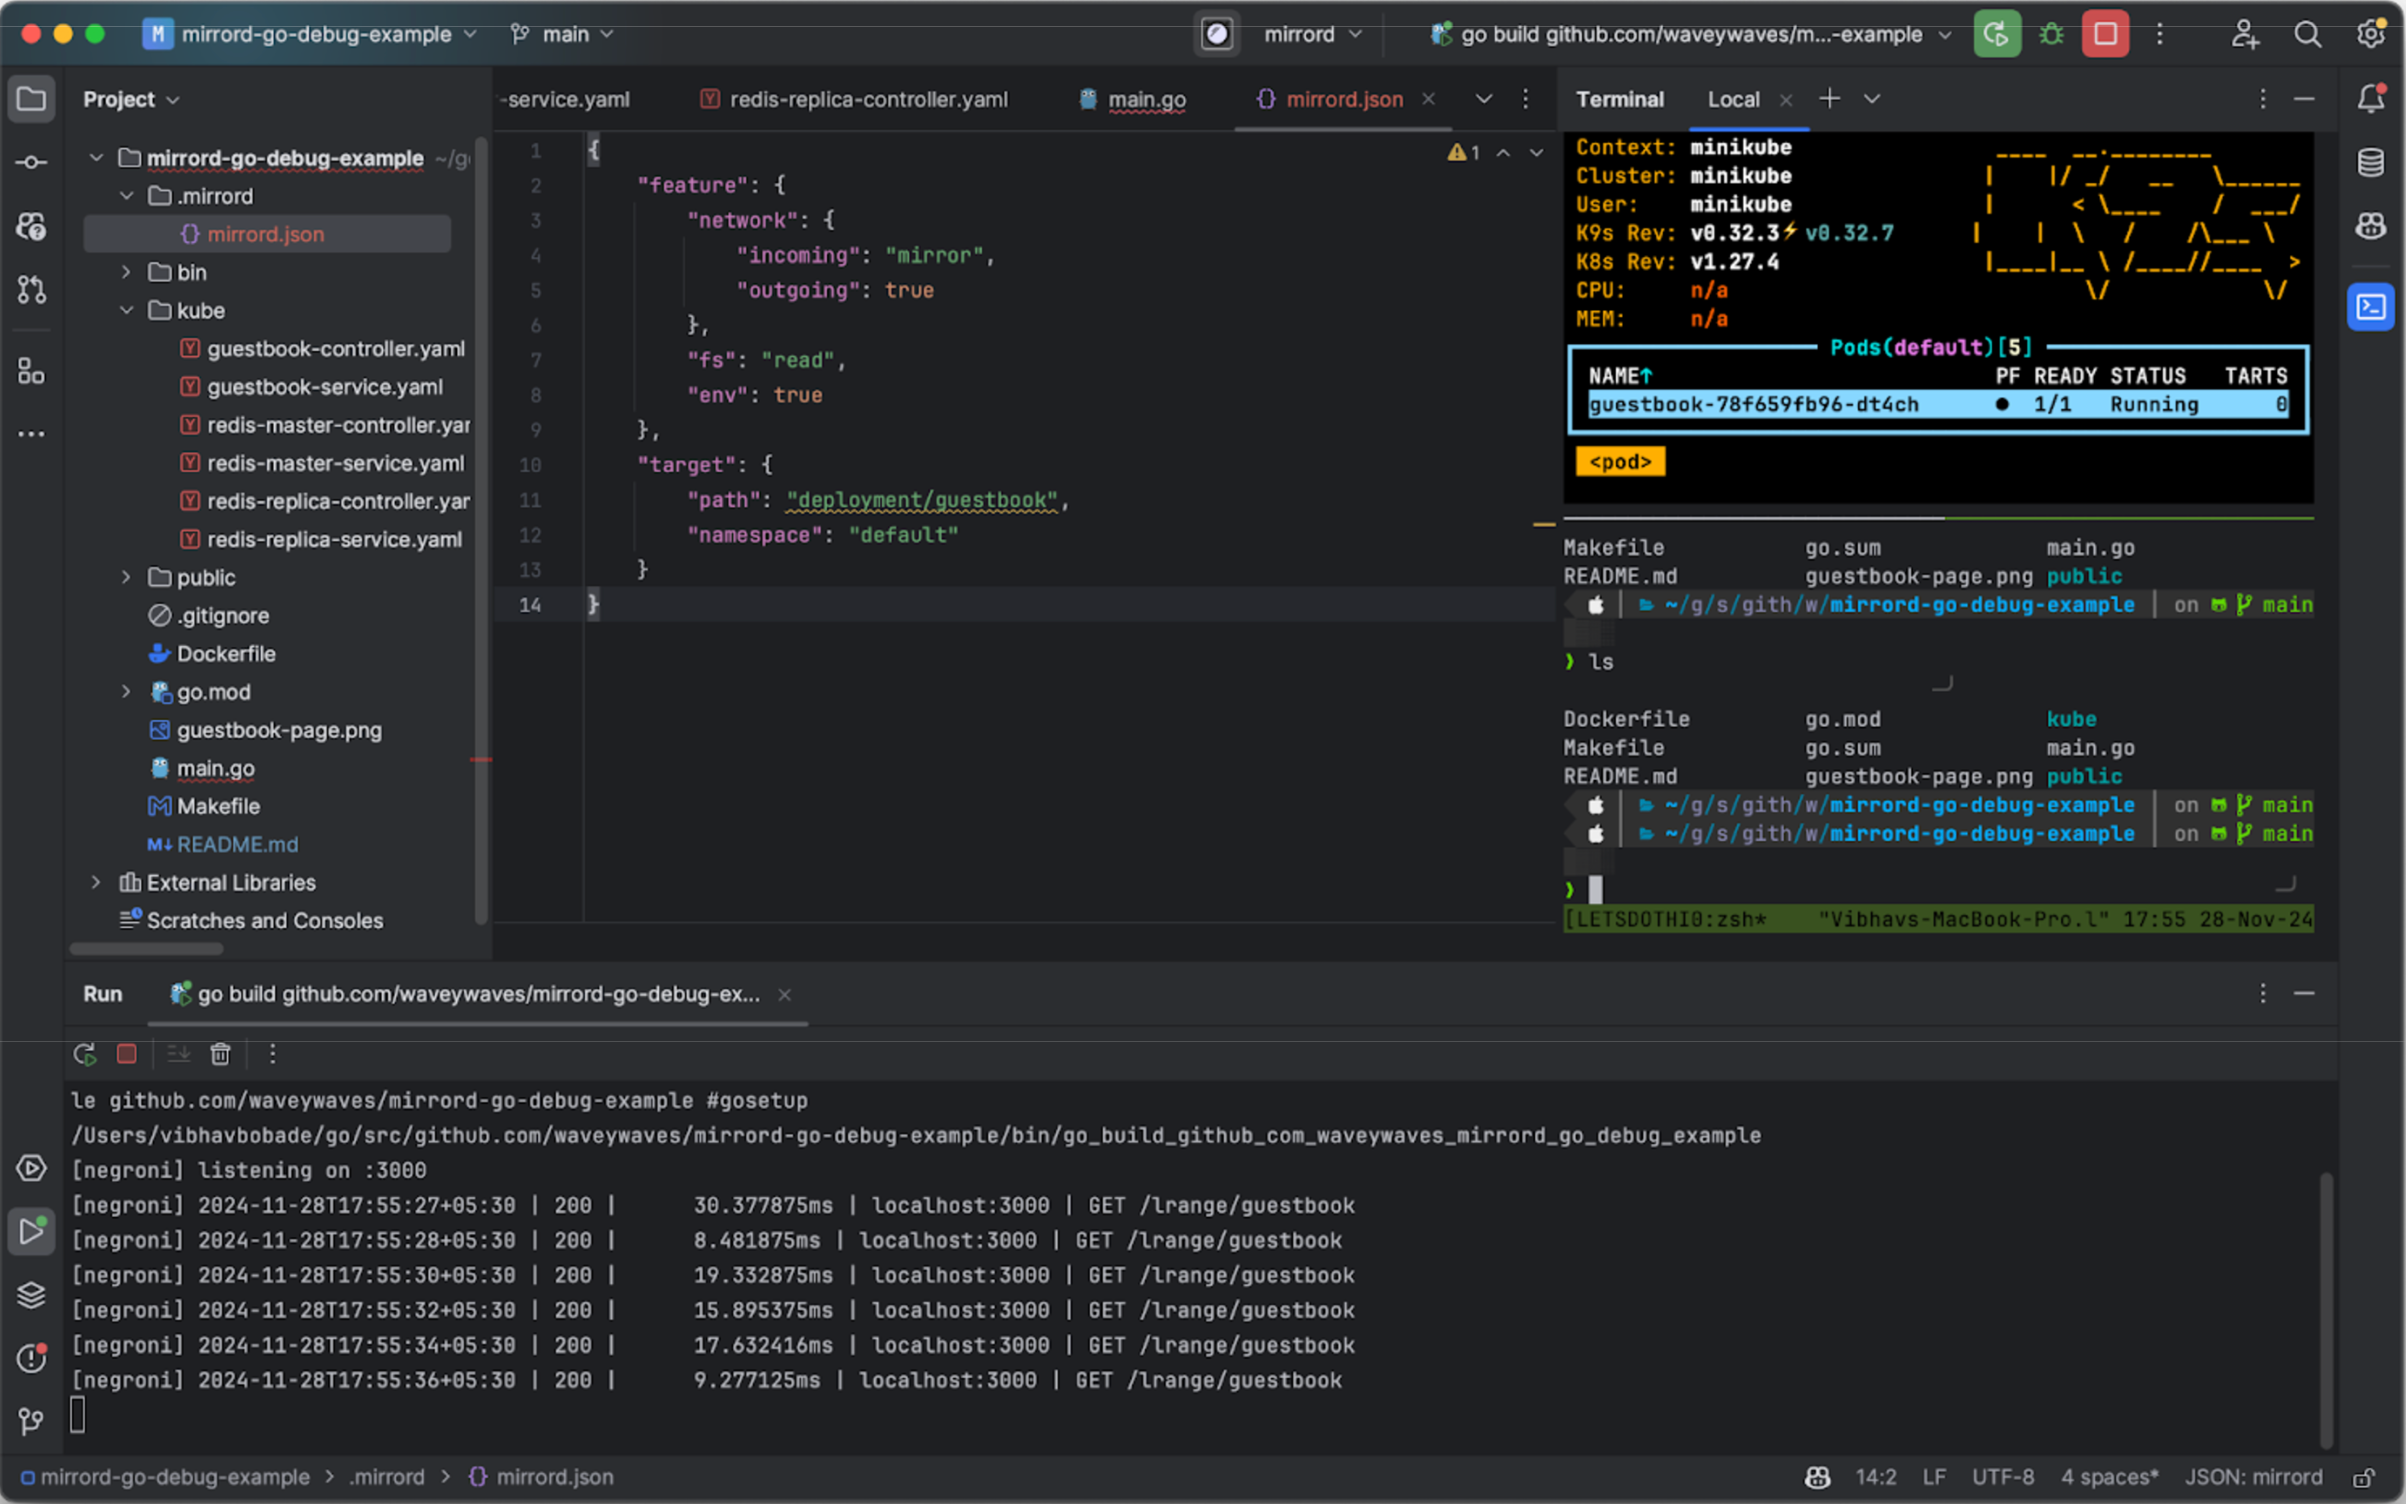 M mirrord-go-debug-example main mirrord go build github.com/waveywaves/m...-example
Project
mirrord-go-debug-example ~/g
.mirrord
mirrord.json
bin
kube
guestbook-controller.yaml
guestbook-service.yaml
redis-master-controller.yar
redis-master-service.yaml
redis-replica-controller.yar
redis-replica-service.yaml
public
.gitignore
Dockerfile
go.mod
guestbook-page.png
main.go
Makefile
README.md
External Libraries
Scratches and Consoles
-service.yaml redis-replica-controller.yaml main.go mirrord.json
1
1 {
2 "feature": {
3 "network": {
4 "incoming": "mirror",
5 "outgoing": true
6 },
7 "fs": "read",
8 "env": true
9 },
10 "target": {
11 "path": "deployment/guestbook",
12 "namespace": "default"
13 }
14 }
Terminal Local
Context: minikube
Cluster: minikube
User: minikube
K9s Rev: v0.32.3⚡v0.32.7
K8s Rev: v1.27.4
CPU: n/a
MEM: n/a
Pods(default)[5]
NAME↑ PF READY STATUS TARTS
guestbook-78f659fb96-dt4ch ● 1/1 Running 0
<pod>
Makefile go.sum main.go
README.md guestbook-page.png public
~/g/s/gith/w/mirrord-go-debug-example on main
❯ ls
Dockerfile go.mod kube
Makefile go.sum main.go
README.md guestbook-page.png public
~/g/s/gith/w/mirrord-go-debug-example on main
~/g/s/gith/w/mirrord-go-debug-example on main
❯
[LETSDOTHI0:zsh* "Vibhavs-MacBook-Pro.l" 17:55 28-Nov-24
Run go build github.com/waveywaves/mirrord-go-debug-ex...
le github.com/waveywaves/mirrord-go-debug-example #gosetup
/Users/vibhavbobade/go/src/github.com/waveywaves/mirrord-go-debug-example/bin/go_build_github_com_waveywaves_mirrord_go_debug_example
[negroni] listening on :3000
[negroni] 2024-11-28T17:55:27+05:30 | 200 | 30.377875ms | localhost:3000 | GET /lrange/guestbook
[negroni] 2024-11-28T17:55:28+05:30 | 200 | 8.481875ms | localhost:3000 | GET /lrange/guestbook
[negroni] 2024-11-28T17:55:30+05:30 | 200 | 19.332875ms | localhost:3000 | GET /lrange/guestbook
[negroni] 2024-11-28T17:55:32+05:30 | 200 | 15.895375ms | localhost:3000 | GET /lrange/guestbook
[negroni] 2024-11-28T17:55:34+05:30 | 200 | 17.632416ms | localhost:3000 | GET /lrange/guestbook
[negroni] 2024-11-28T17:55:36+05:30 | 200 | 9.277125ms | localhost:3000 | GET /lrange/guestbook
mirrord-go-debug-example > .mirrord > mirrord.json 14:2 LF UTF-8 4 spaces* JSON: mirrord